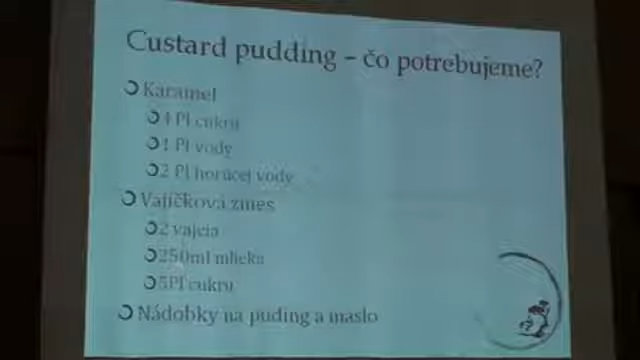 Custard pudding – čo potrebujeme?
Karamel
4 Pl cukru
1 Pl vody
2 Pl horúcej vody
Vajíčková zmes
2 vajcia
250ml mlieka
5Pl cukru
Nádobky na puding a maslo